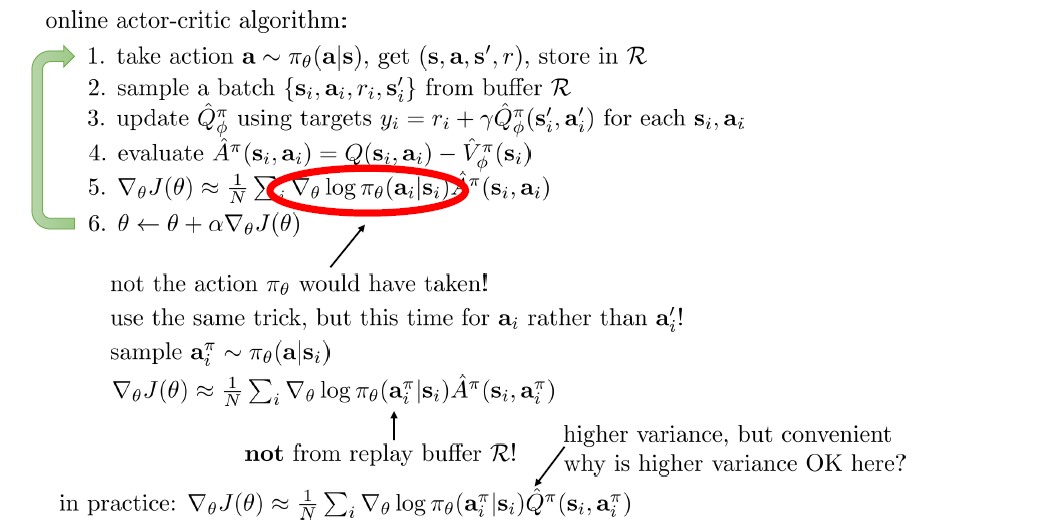 online actor-critic algorithm:
1. take action a ∼ π_θ(a|s), get (s, a, s′, r), store in ℛ
2. sample a batch {s_i, a_i, r_i, s′_i} from buffer ℛ
3. update Q̂^π_ϕ using targets y_i = r_i + γQ̂^π_ϕ(s′_i, a′_i) for each s_i, a_i
4. evaluate Â^π(s_i, a_i) = Q(s_i, a_i) − V̂^π_ϕ(s_i)
5. ∇_θJ(θ) ≈ 1/N ∑_i ∇_θ log π_θ(a_i|s_i)Â^π(s_i, a_i)
6. θ ← θ + α∇_θJ(θ)
not the action π_θ would have taken!
use the same trick, but this time for a_i rather than a′_i!
sample a^π_i ∼ π_θ(a|s_i)
∇_θJ(θ) ≈ 1/N ∑_i ∇_θ log π_θ(a^π_i|s_i)Â^π(s_i, a^π_i)
not from replay buffer ℛ!
higher variance, but convenient
why is higher variance OK here?
in practice: ∇_θJ(θ) ≈ 1/N ∑_i ∇_θ log π_θ(a^π_i|s_i)Q̂^π(s_i, a^π_i)